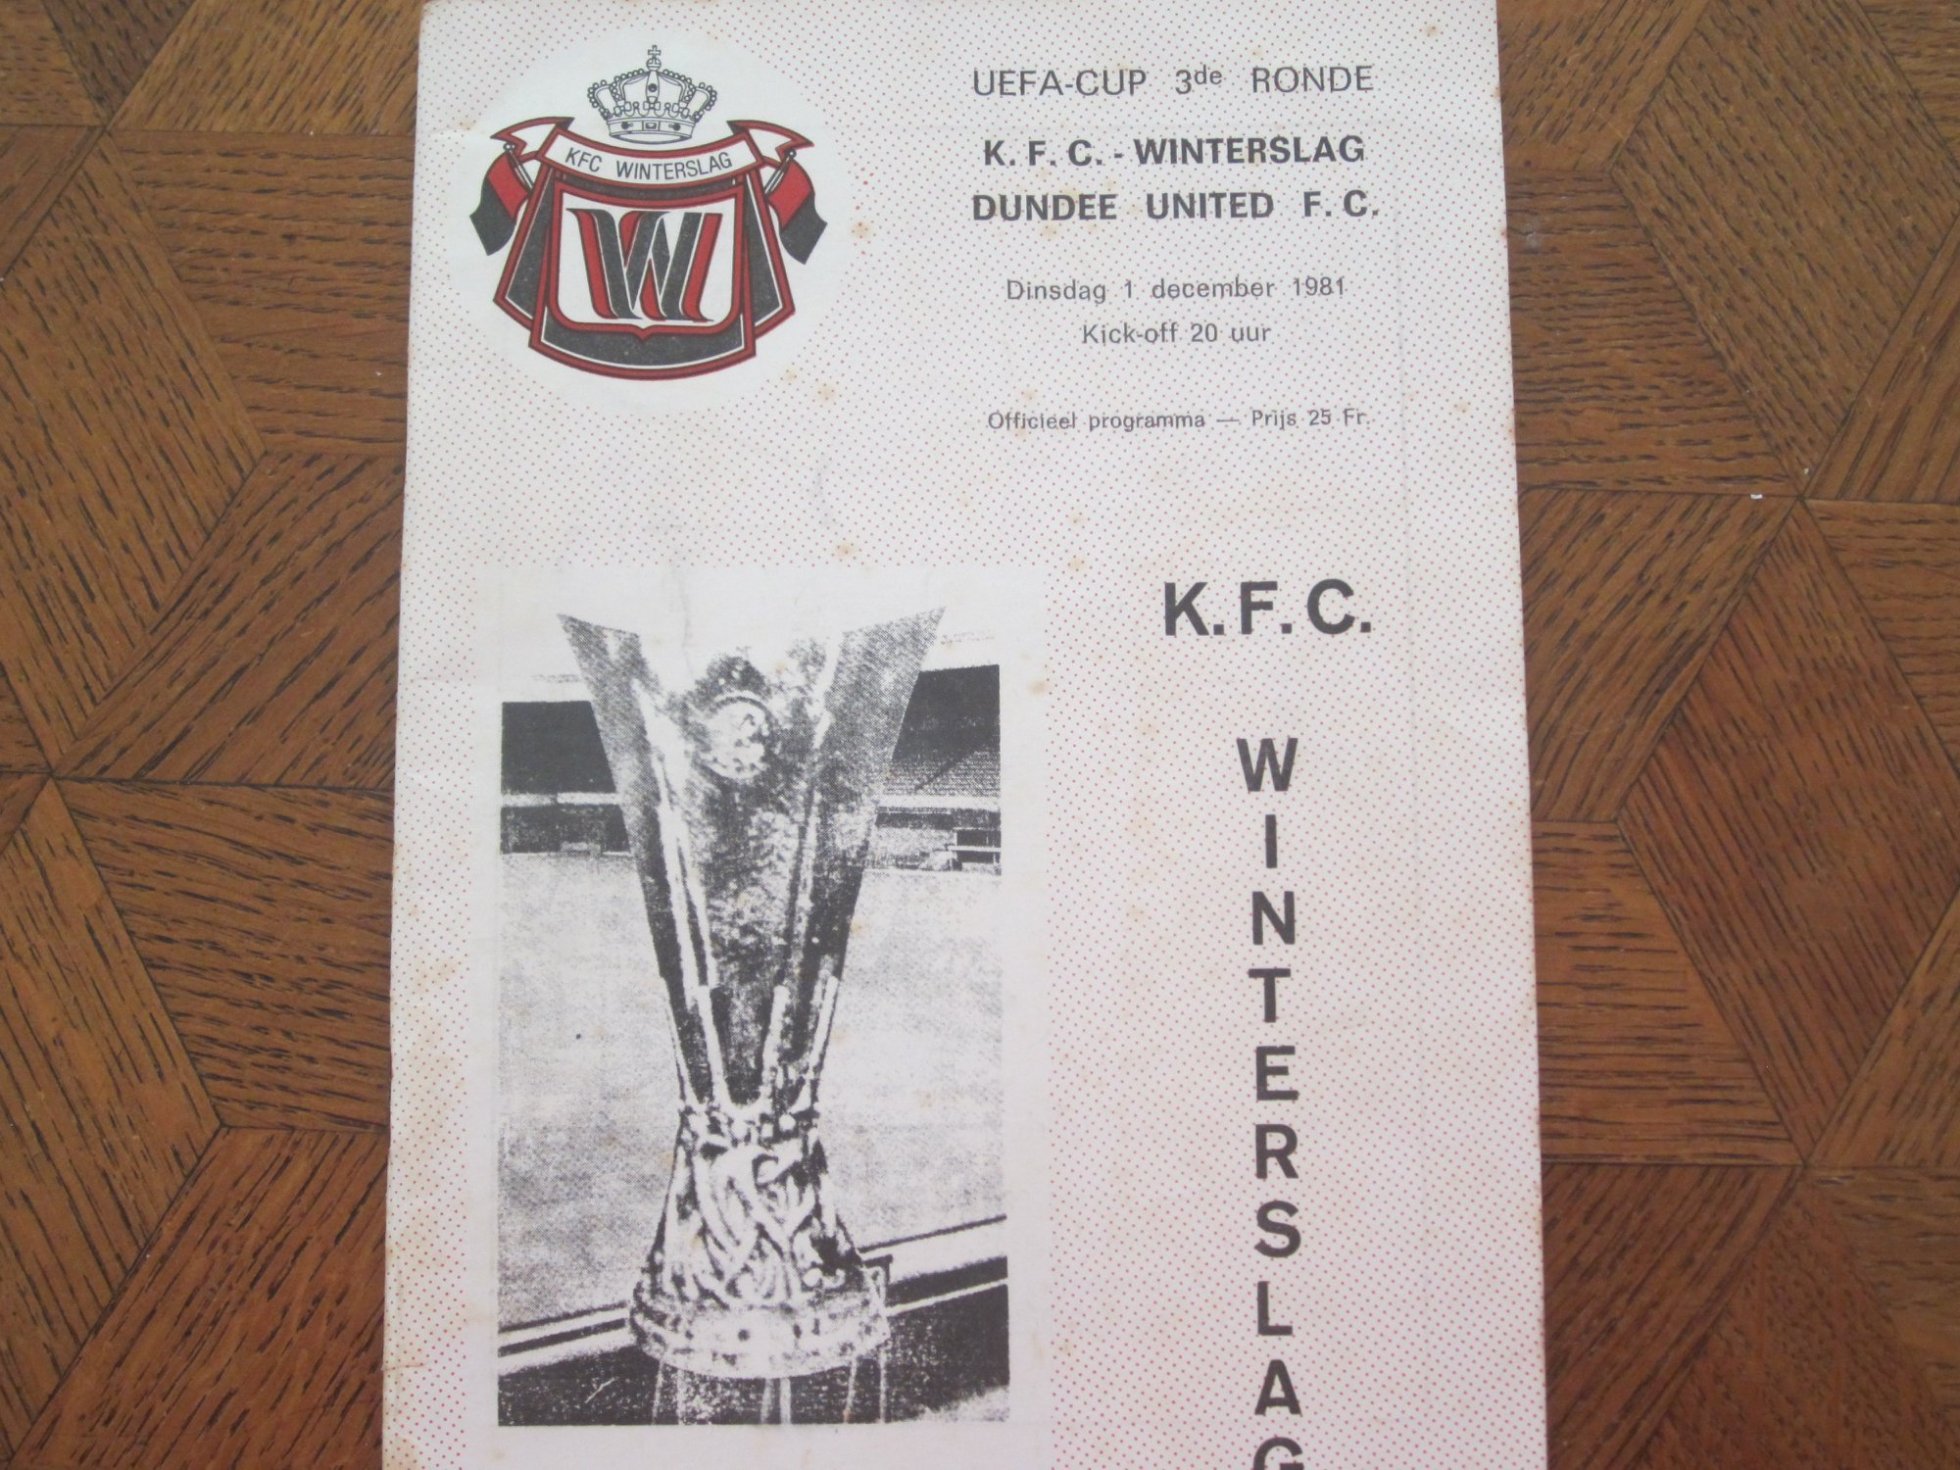 KFC WINTERSLAG
W
UEFA-CUP 3de RONDE
K. F. C. - WINTERSLAG
DUNDEE UNITED F. C.
Dinsdag 1 december 1981
Kick-off 20 uur
Officieel programma — Prijs 25 Fr.
K.F.C.
W
I
N
T
E
R
S
L
A
G